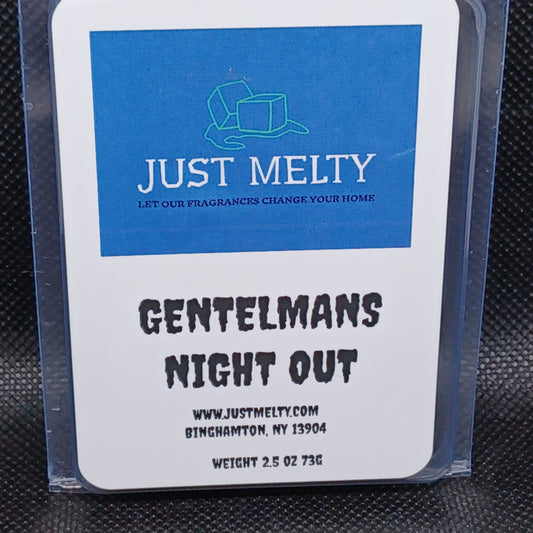 JUST MELTY
LET OUR FRAGRANCES CHANGE YOUR HOME
GENTELMANS
NIGHT OUT
WWW.JUSTMELTY.COM
BINGHAMTON, NY 13904
WEIGHT 2.5 OZ 73G